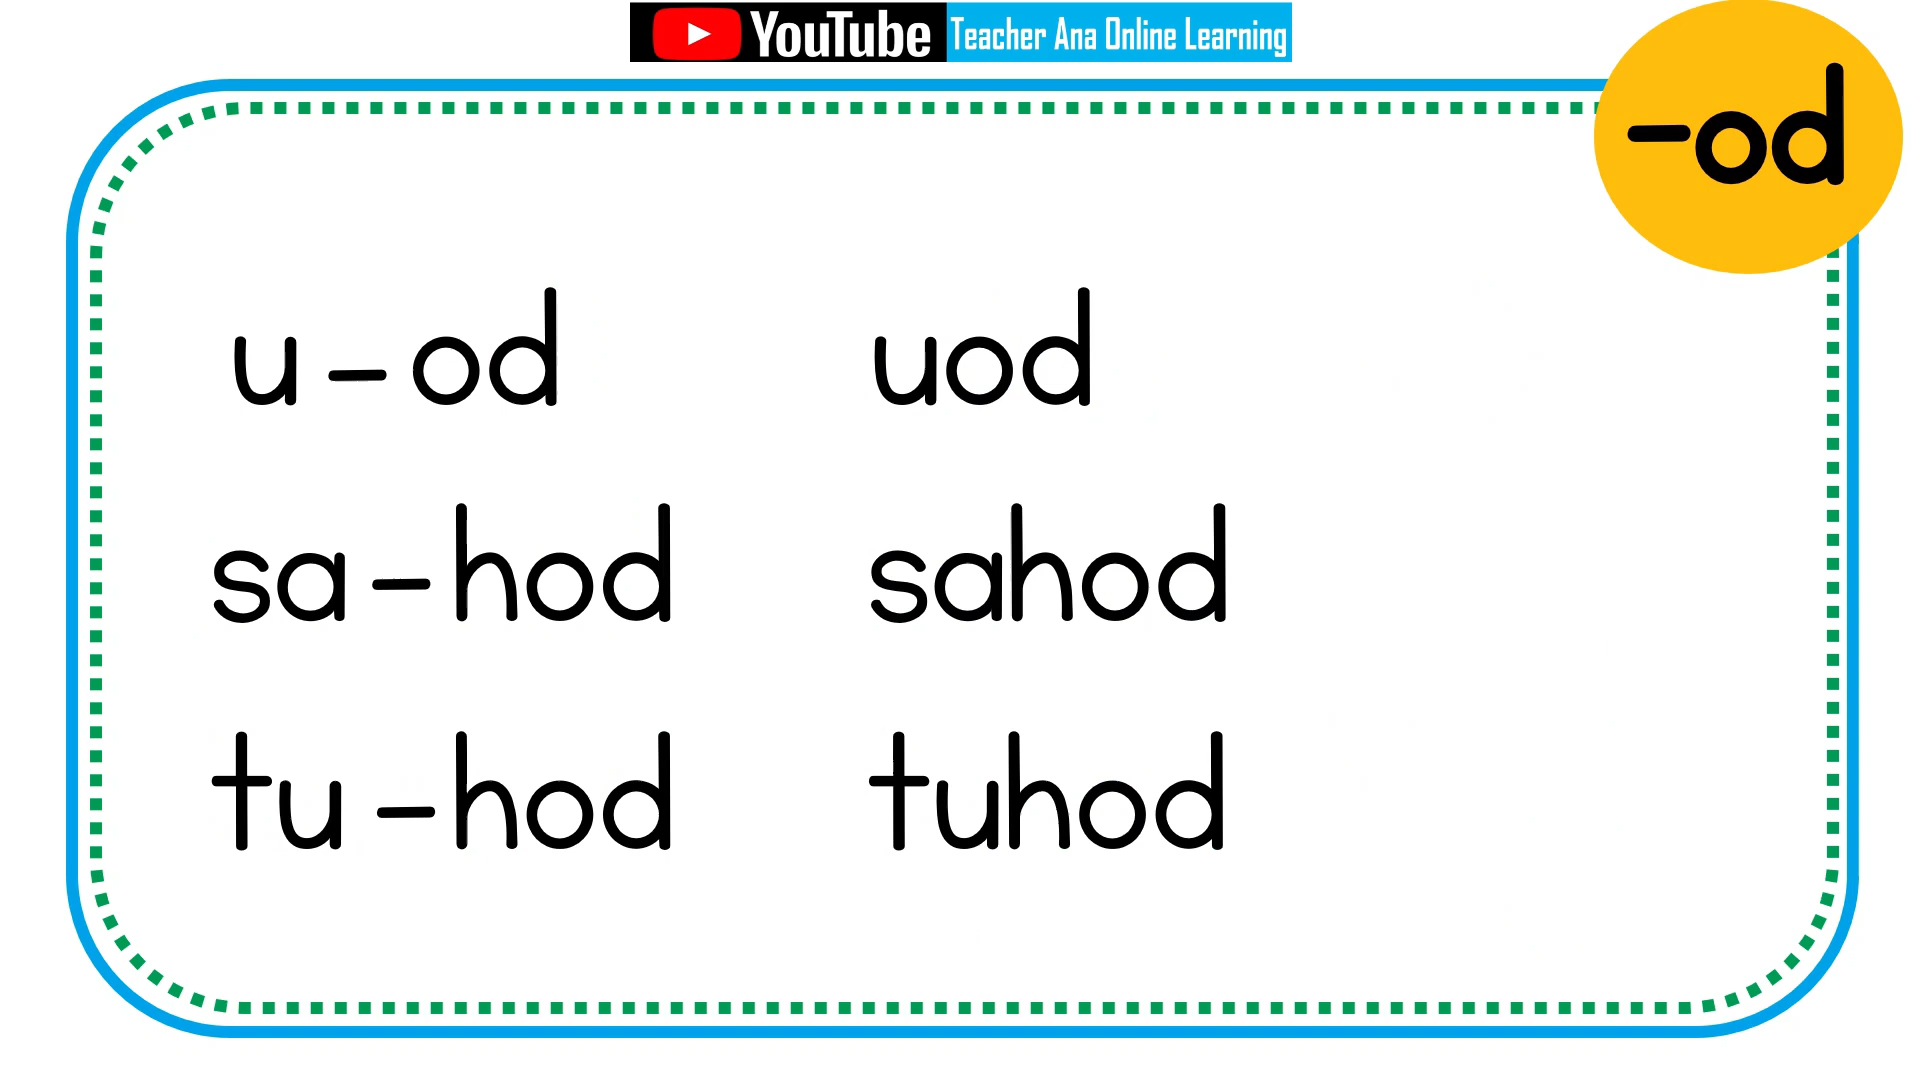 YouTube Teacher Ana Online Learning
-od
u - od uod
sa - hod sahod
tu - hod tuhod